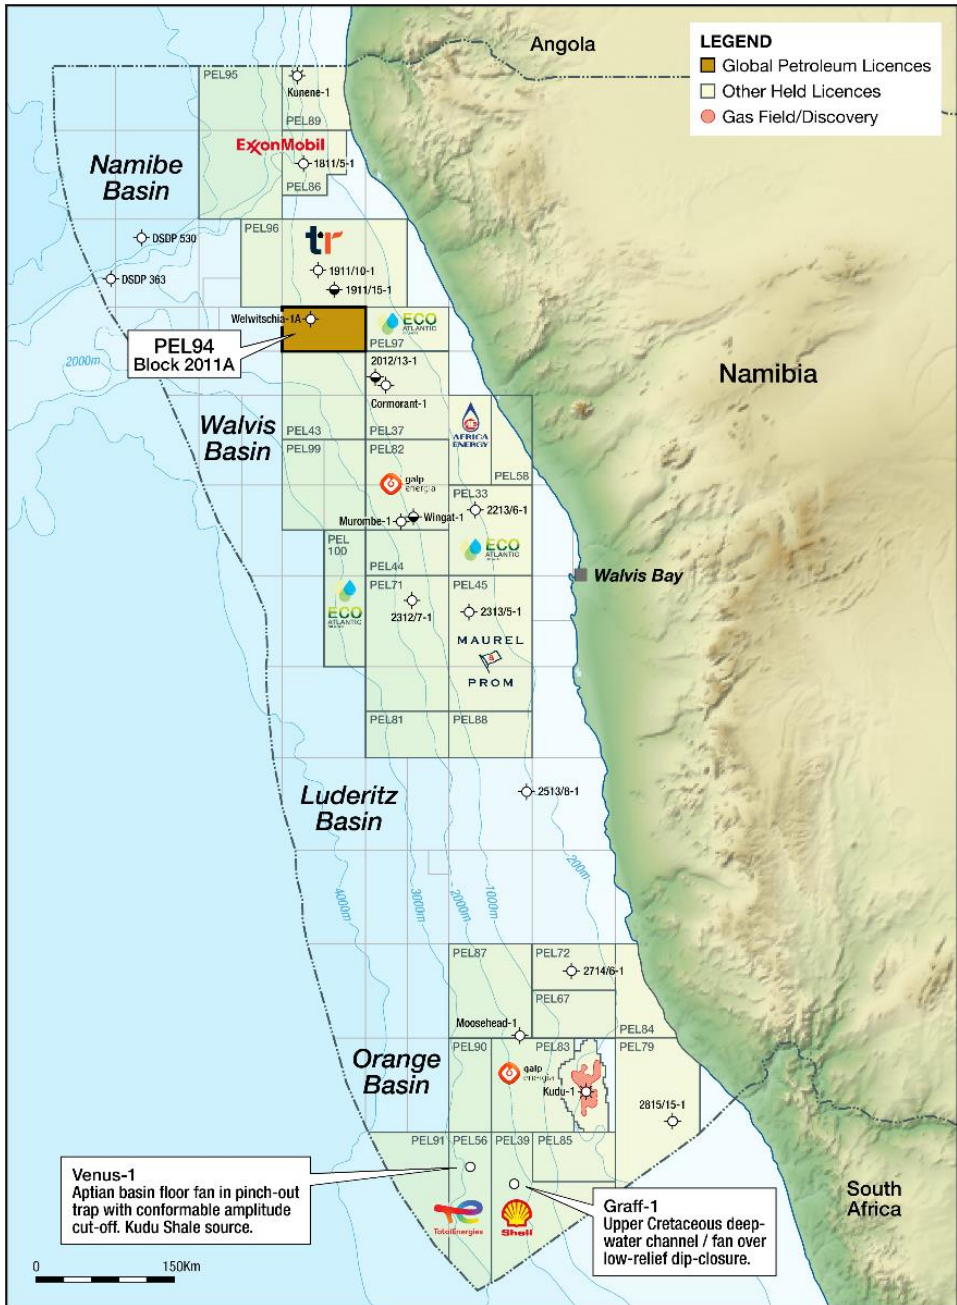 Angola
LEGEND
Global Petroleum Licences
Other Held Licences
Gas Field/Discovery
PEL95
Kunene-1
PEL89
ExxonMobil
1811/5-1
PEL86
Namibe
Basin
PEL96
tr
DSDP 530
1911/10-1
DSDP 363
1911/15-1
Welwitschia-1A
ECO
ATLANTIC
PEL97
PEL94
Block 2011A
2000m
2012/13-1
Cormorant-1
Namibia
Walvis
Basin
AE
AFRICA
ENERGY
PEL43
PEL37
PEL99
PEL82
PEL58
galp
energia
PEL33
2213/6-1
Murombe-1
Wingat-1
PEL
100
ECO
ATLANTIC
PEL44
Walvis Bay
PEL71
PEL45
ECO
ATLANTIC
2312/7-1
2313/5-1
MAUREL
PROM
PEL81
PEL88
Luderitz
Basin
2513/8-1
200m
4000m
3000m
2000m
1000m
PEL87
PEL72
2714/6-1
PEL67
Moosehead-1
PEL84
Orange
Basin
PEL90
PEL83
PEL79
galp
energia
Kudu-1
2815/15-1
PEL91
PEL56
PEL39
PEL85
Venus-1
Aptian basin floor fan in pinch-out
trap with conformable amplitude
cut-off. Kudu Shale source.
TotalEnergies
Shell
Graff-1
Upper Cretaceous deep-
water channel / fan over
low-relief dip-closure.
South
Africa
0 150Km